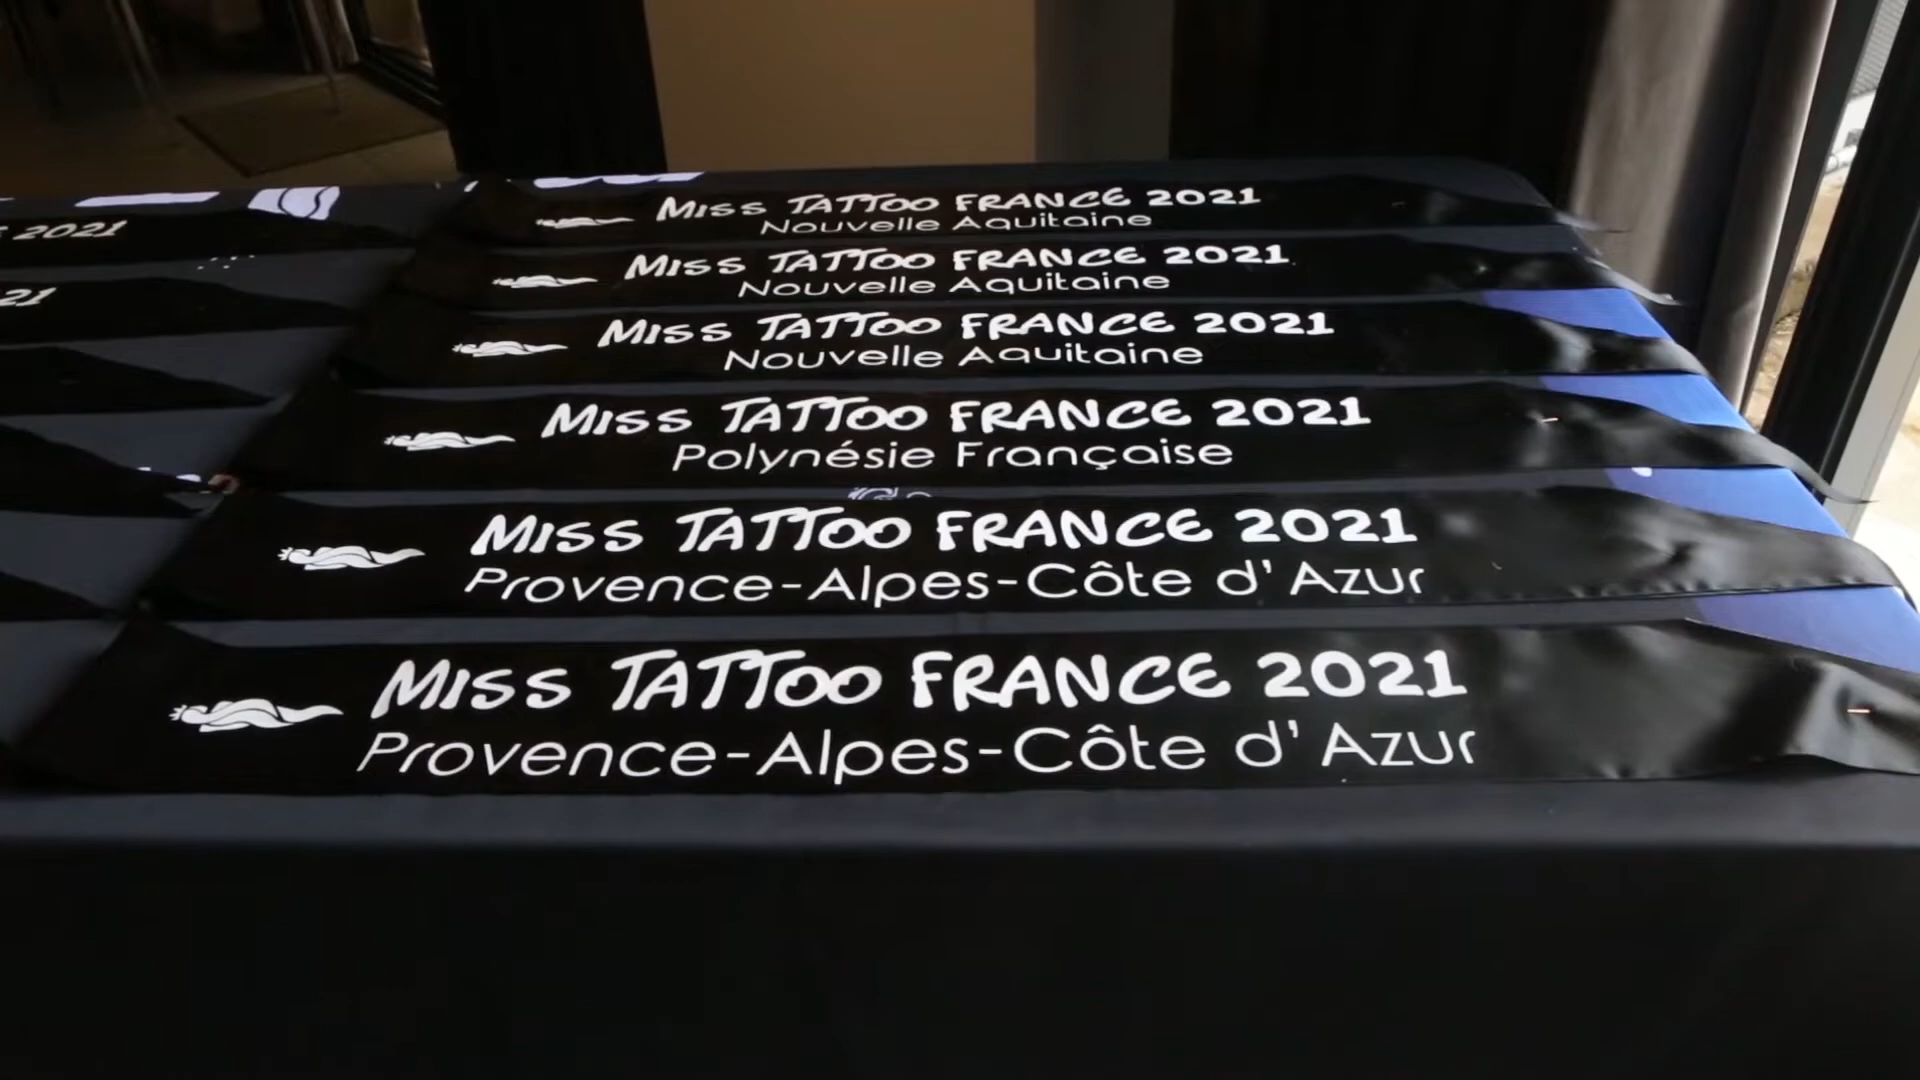 2021
21
MISS TATTOO FRANCE 2021
Nouvelle Aquitaine
MISS TATTOO FRANCE 2021
Nouvelle Aquitaine
MISS TATTOO FRANCE 2021
Nouvelle Aquitaine
MISS TATTOO FRANCE 2021
Polynésie Française
MISS TATTOO FRANCE 2021
Provence-Alpes-Côte d'Azur
MISS TATTOO FRANCE 2021
Provence-Alpes-Côte d'Azur